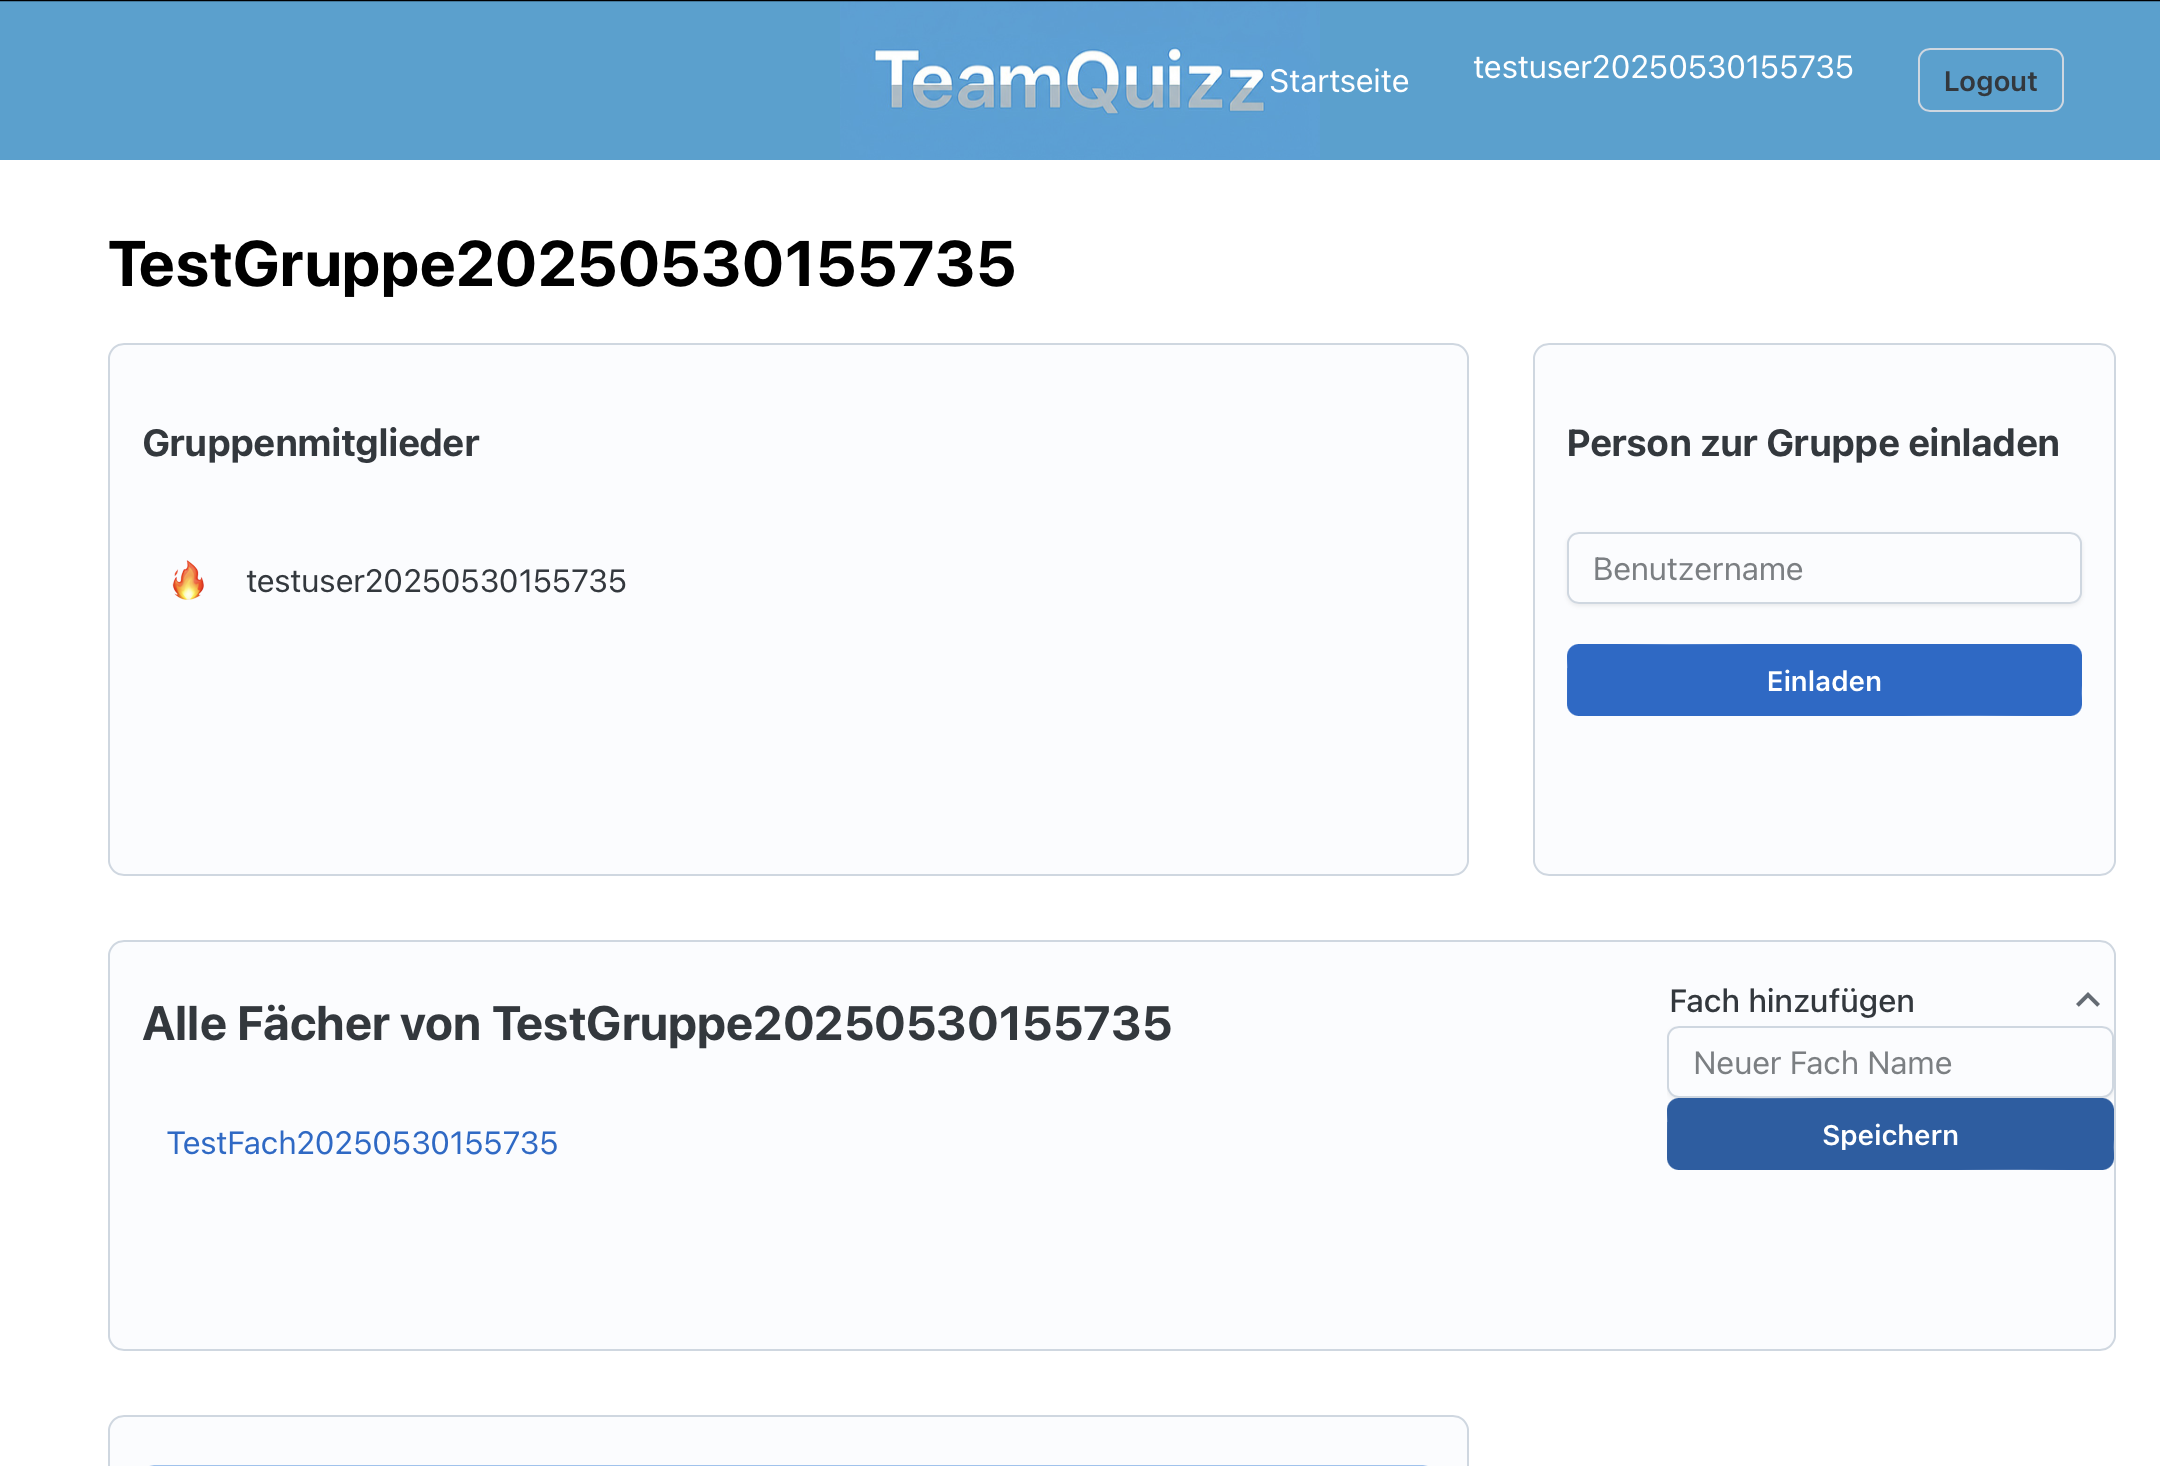 TeamQuizz
Startseite
testuser20250530155735
Logout
TestGruppe20250530155735
Gruppenmitglieder
🔥 testuser20250530155735
Person zur Gruppe einladen
Benutzername
Einladen
Alle Fächer von TestGruppe20250530155735
TestFach20250530155735
Fach hinzufügen
Neuer Fach Name
Speichern